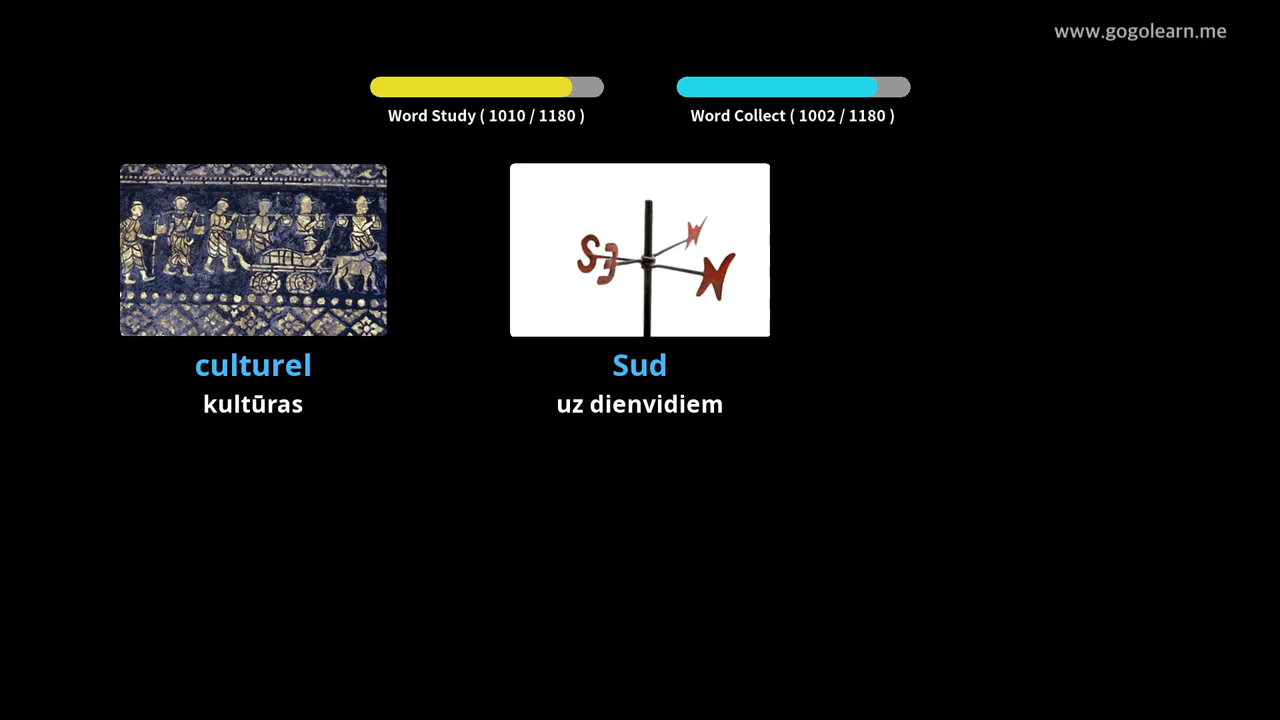 www.gogolearn.me
Word Study ( 1010 / 1180 )
Word Collect ( 1002 / 1180 )
S E N W
culturel
kultūras
Sud
uz dienvidiem